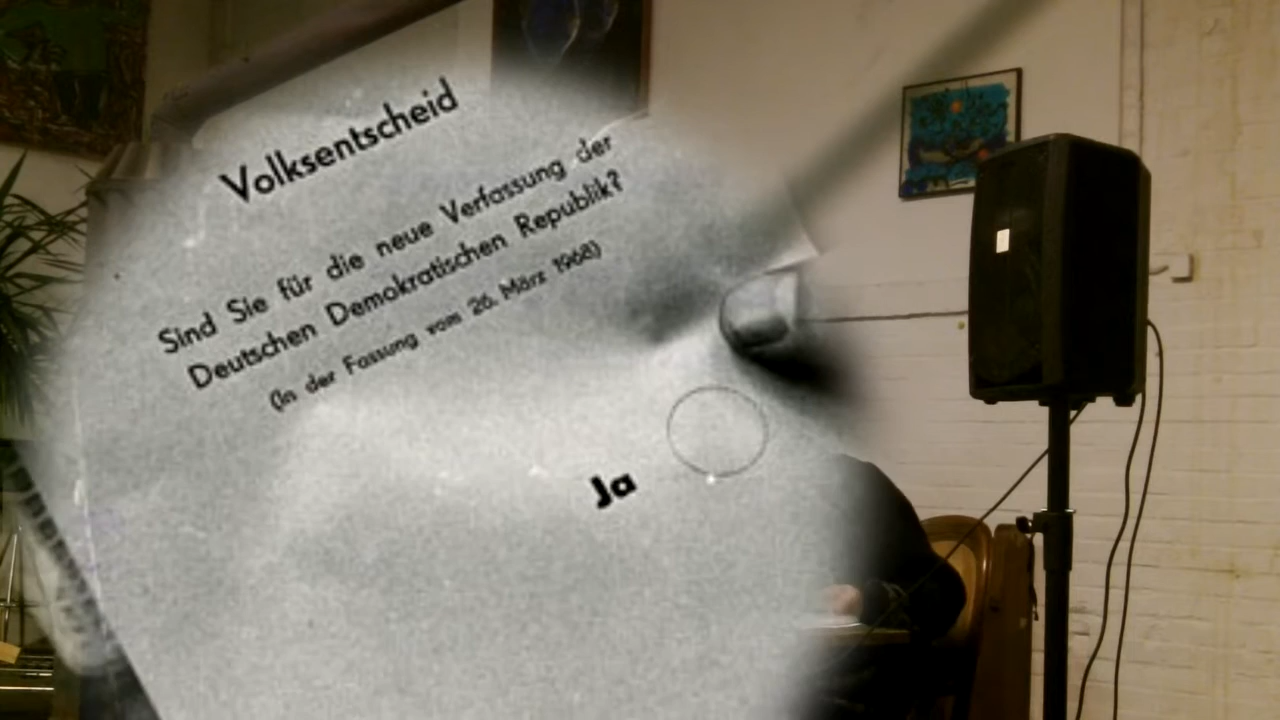 Volksentscheid
Sind Sie für die neue Verfassung der
Deutschen Demokratischen Republik?
(In der Fassung vom 26. März 1968)
Ja